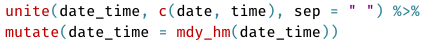 unite(date_time, c(date, time), sep = " ") %>%
mutate(date_time = mdy_hm(date_time))